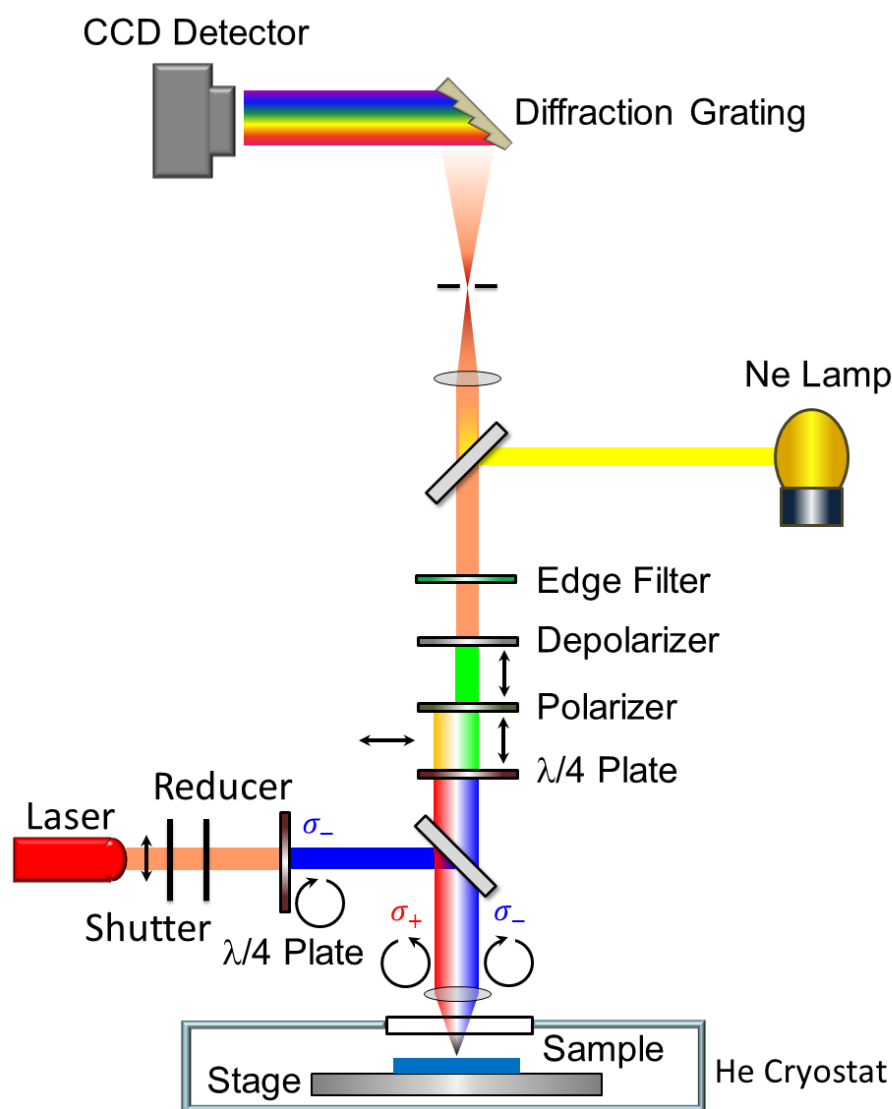 CCD Detector
Diffraction Grating
Ne Lamp
Edge Filter
Depolarizer
Polarizer
λ/4 Plate
Reducer
Laser
σ−
Shutter
λ/4 Plate
σ+
σ−
Sample
Stage
He Cryostat